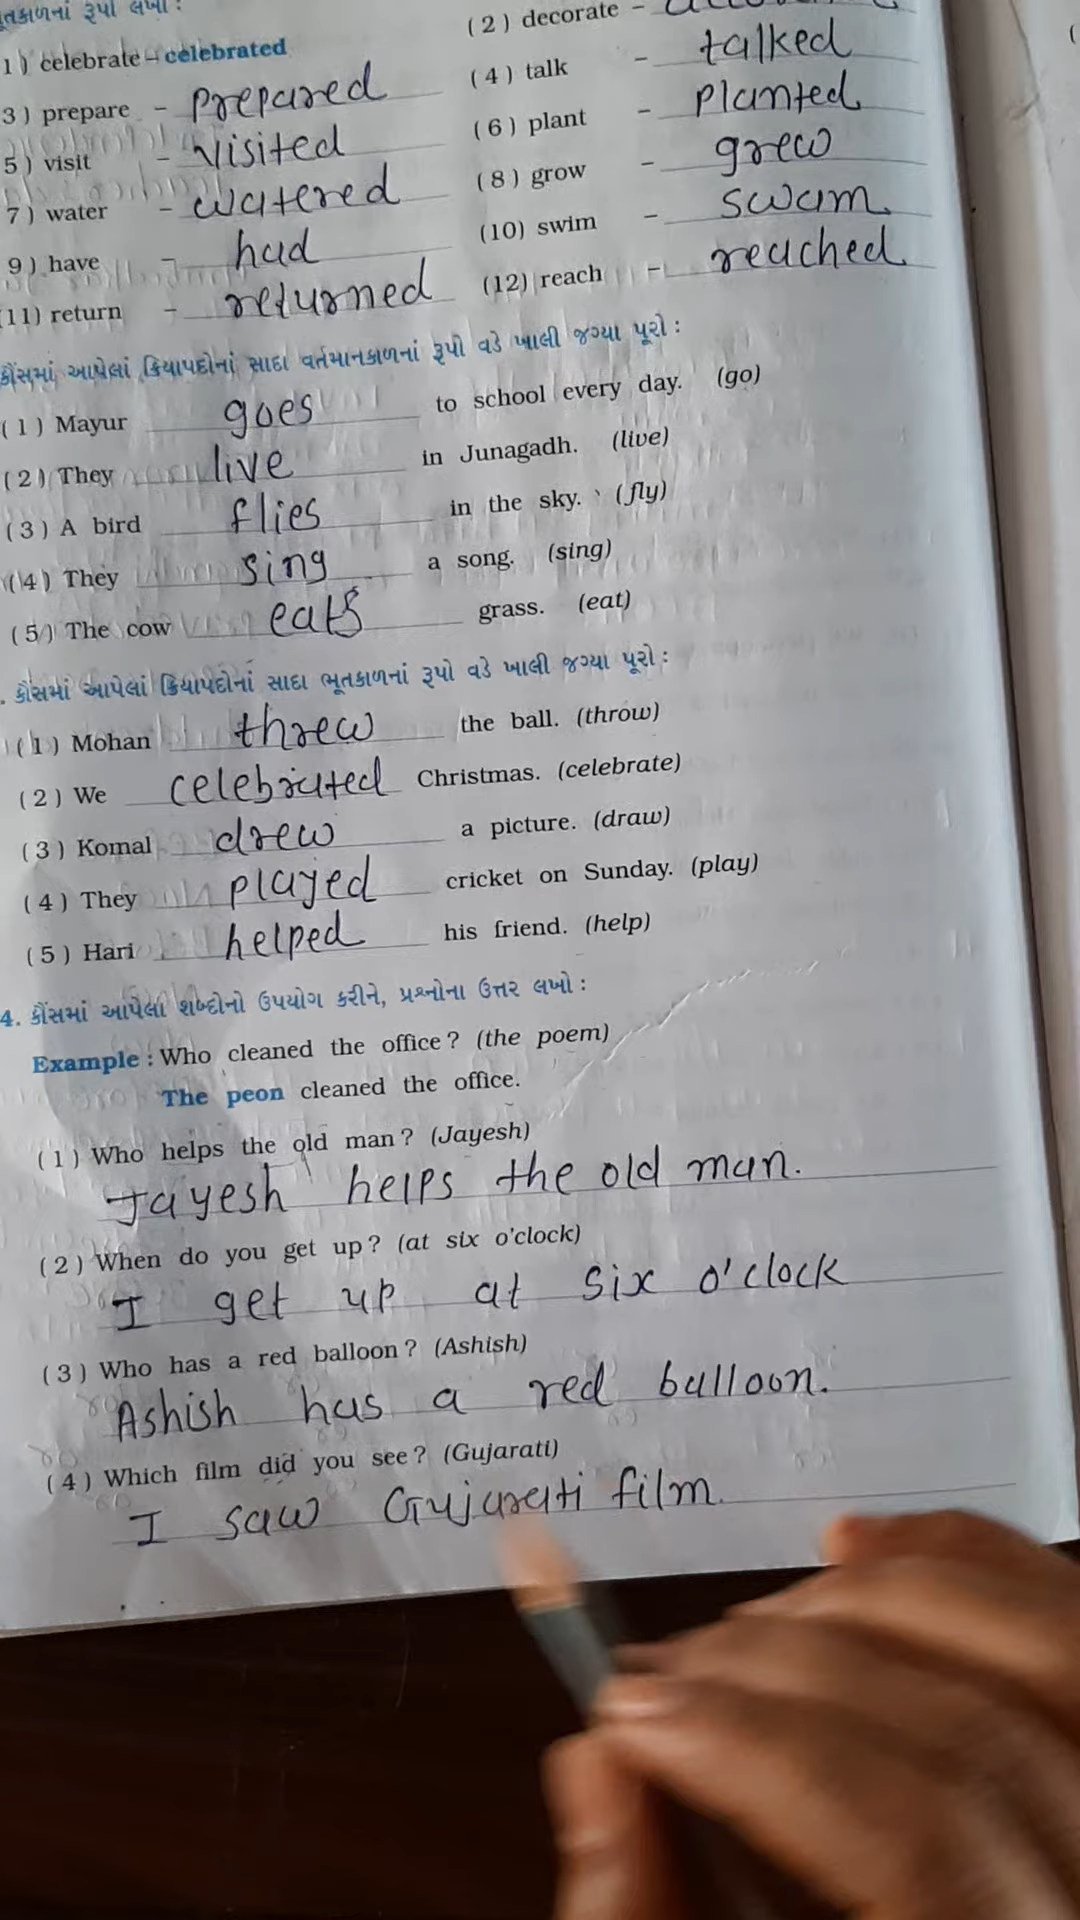 ભૂતકાળનાં રૂપો લખો :
1) celebrate – celebrated (2) decorate –
3) prepare – prepared (4) talk – talked
5) visit – visited (6) plant – planted
7) water – watered (8) grow – grew
9) have – had (10) swim – swam
(11) return – returned (12) reach – reached
કૌંસમાં આપેલાં ક્રિયાપદોનાં સાદા વર્તમાનકાળનાં રૂપો વડે ખાલી જગ્યા પૂરો :
(1) Mayur goes to school every day. (go)
(2) They live in Junagadh. (live)
(3) A bird flies in the sky. (fly)
(4) They sing a song. (sing)
(5) The cow eats grass. (eat)
. કૌંસમાં આપેલાં ક્રિયાપદોનાં સાદા ભૂતકાળનાં રૂપો વડે ખાલી જગ્યા પૂરો :
(1) Mohan threw the ball. (throw)
(2) We celebrated Christmas. (celebrate)
(3) Komal drew a picture. (draw)
(4) They played cricket on Sunday. (play)
(5) Hari helped his friend. (help)
4. કૌંસમાં આપેલા શબ્દોનો ઉપયોગ કરીને, પ્રશ્નોના ઉત્તર લખો :
Example : Who cleaned the office? (the poem)
The peon cleaned the office.
(1) Who helps the old man? (Jayesh)
Jayesh helps the old man.
(2) When do you get up? (at six o'clock)
I get up at six o'clock
(3) Who has a red balloon? (Ashish)
Ashish has a red balloon.
(4) Which film did you see? (Gujarati)
I saw Gujarati film.